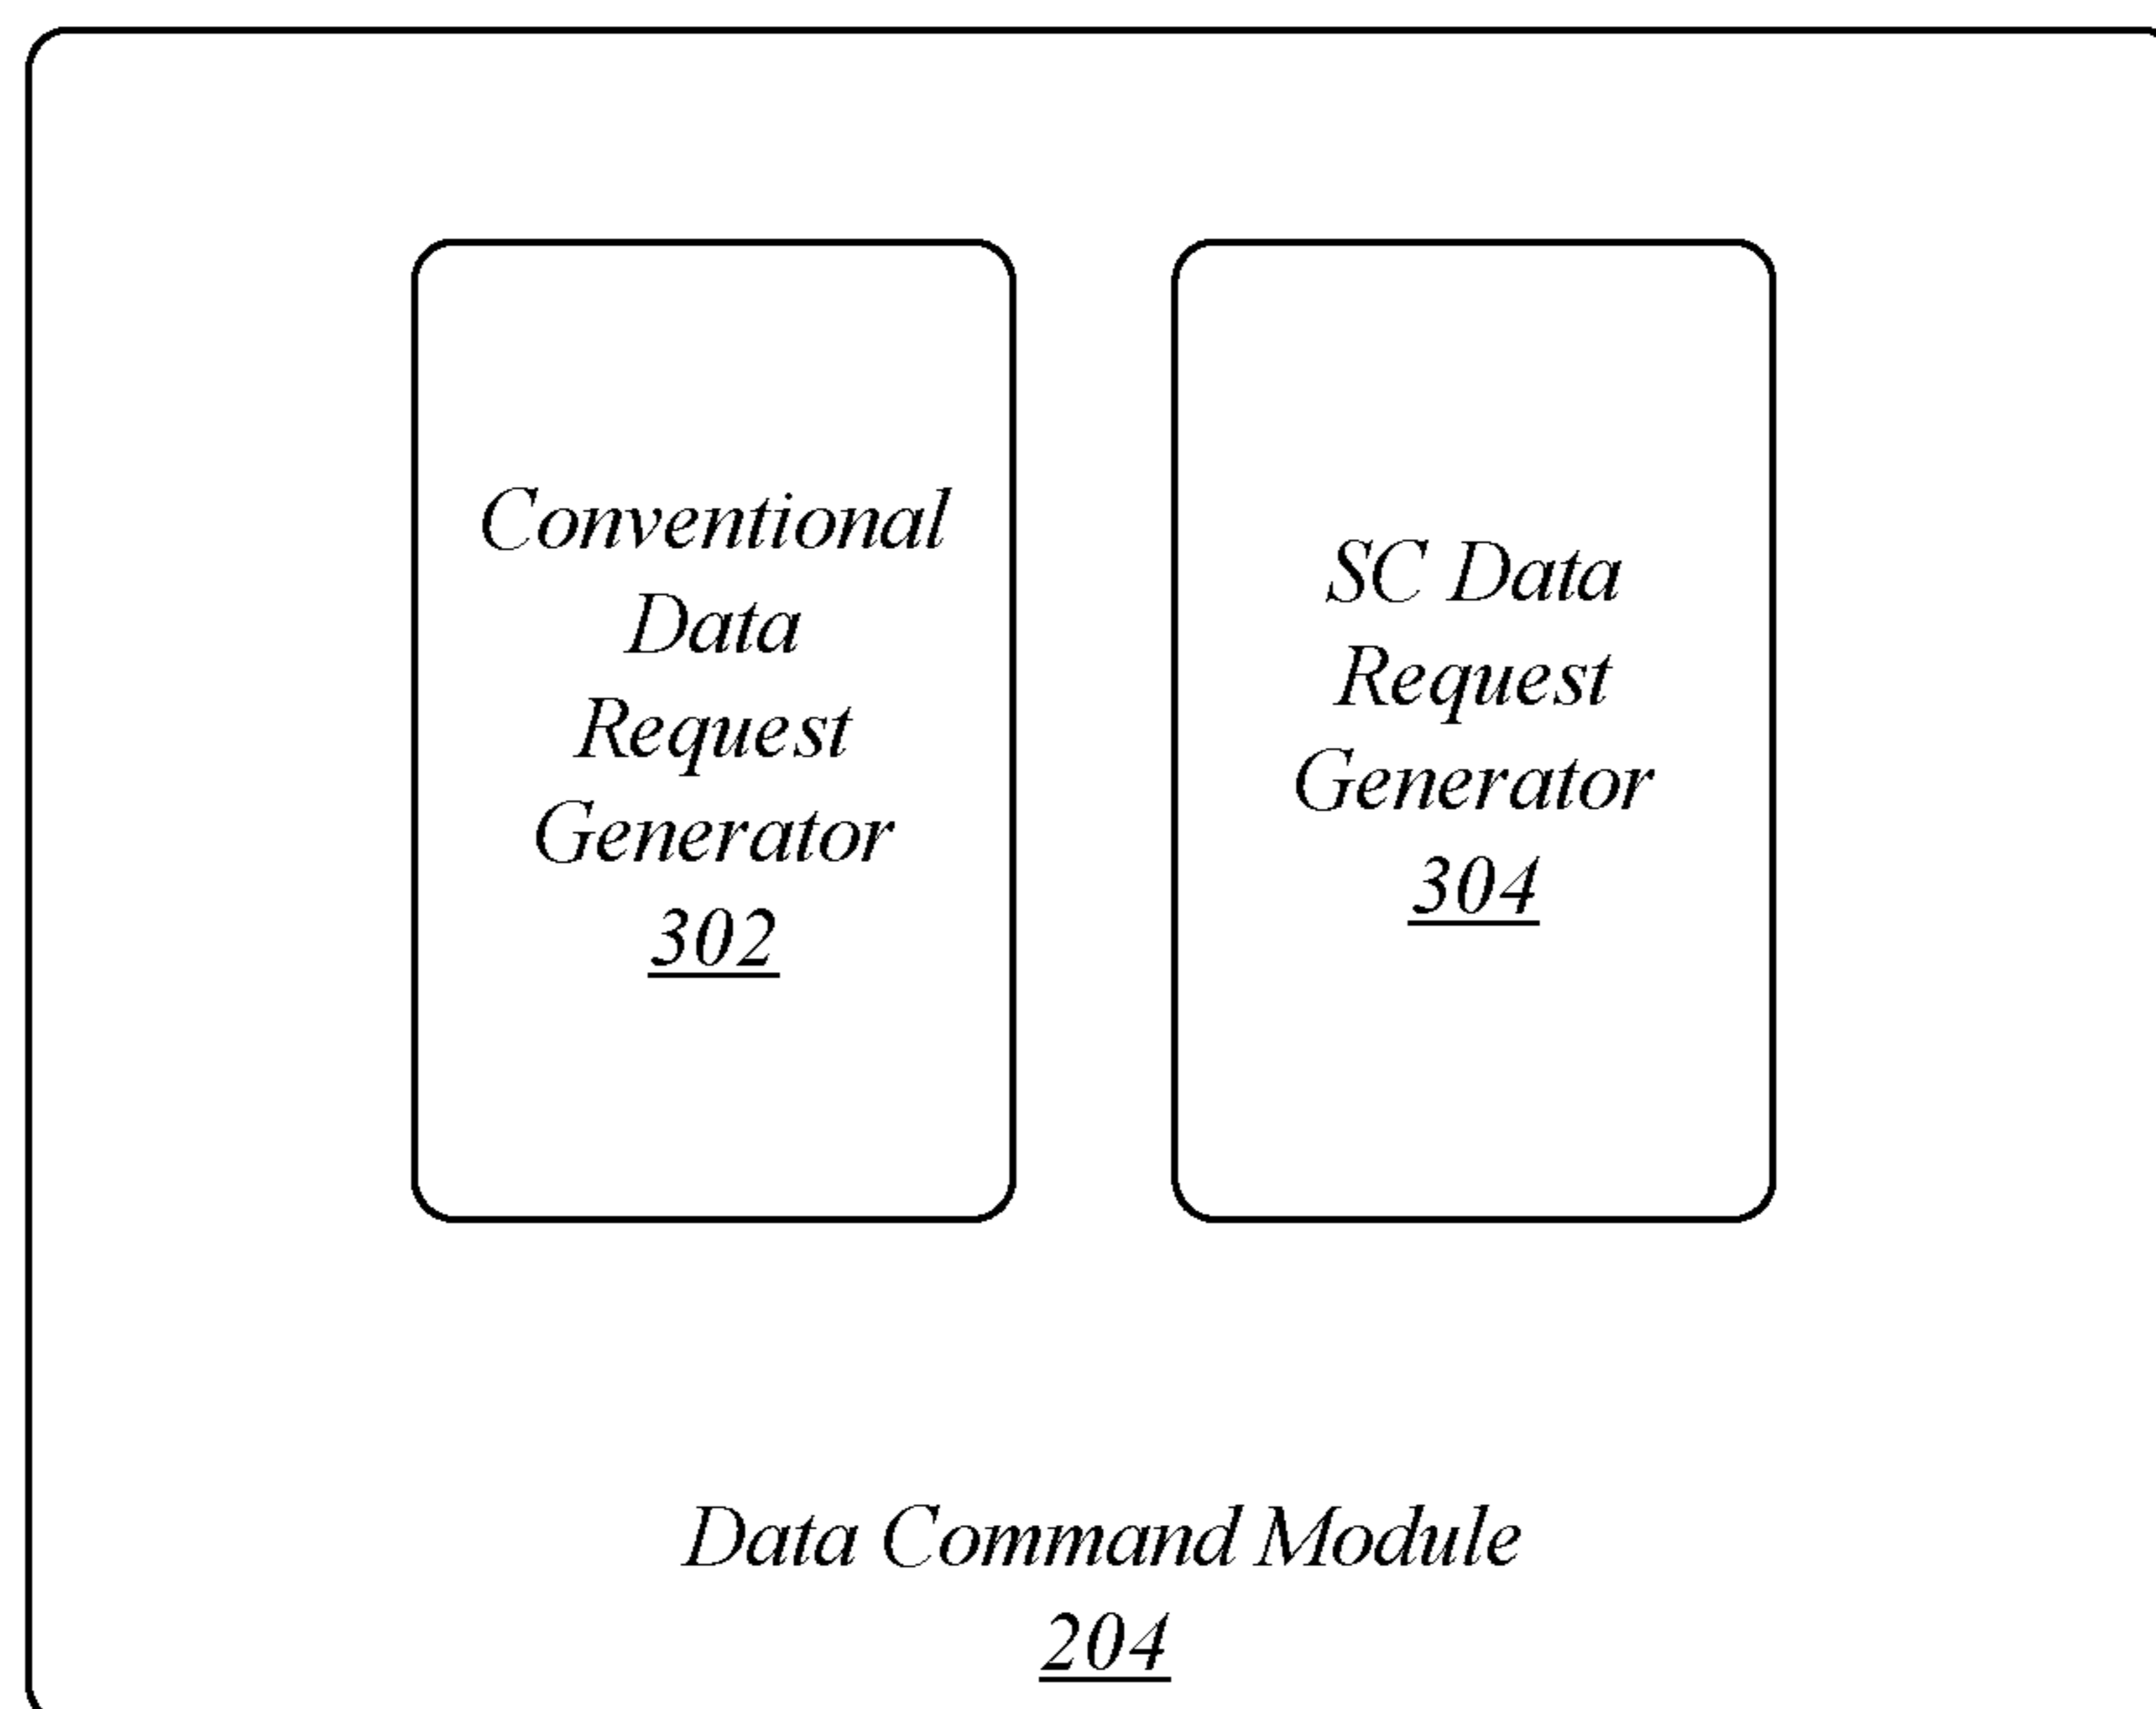 Conventional
Data
Request
Generator
302
SC Data
Request
Generator
304
Data Command Module
204